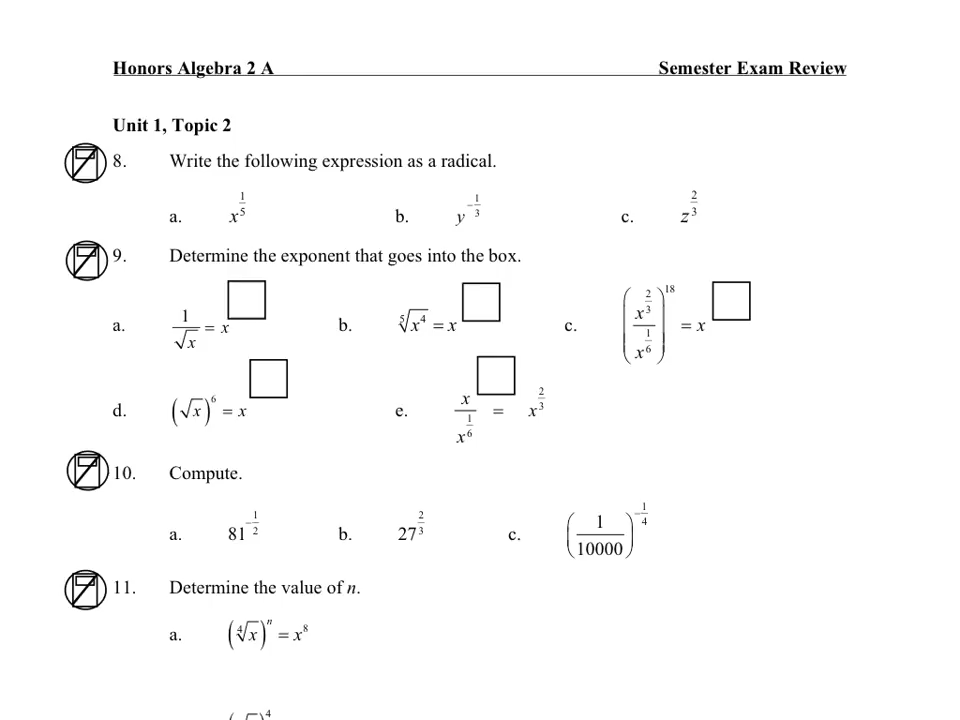 Honors Algebra 2 A Semester Exam Review
Unit 1, Topic 2
8. Write the following expression as a radical.
a. x^(1/5) b. y^(-1/3) c. z^(2/3)
9. Determine the exponent that goes into the box.
a. 1/√x = x^□ b. ⁵√(x⁴) = x^□ c. (x^(2/3)/x^(1/6))^18 = x^□
d. (√x)^6 = x^□ e. x^□/x^(1/6) = x^(2/3)
10. Compute.
a. 81^(-1/2) b. 27^(2/3) c. (1/10000)^(-1/4)
11. Determine the value of n.
a. (⁴√x)^n = x^8